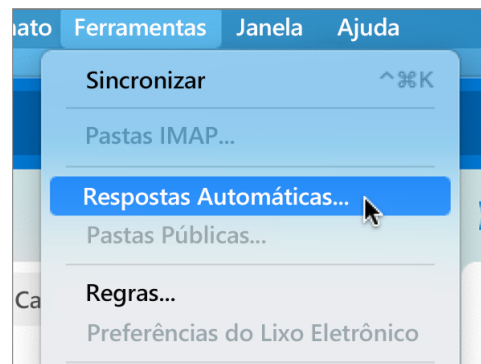 nato Ferramentas Janela Ajuda
Sincronizar ^⌘K
Pastas IMAP...
Respostas Automáticas...
Pastas Públicas...
Ca
Regras...
Preferências do Lixo Eletrônico